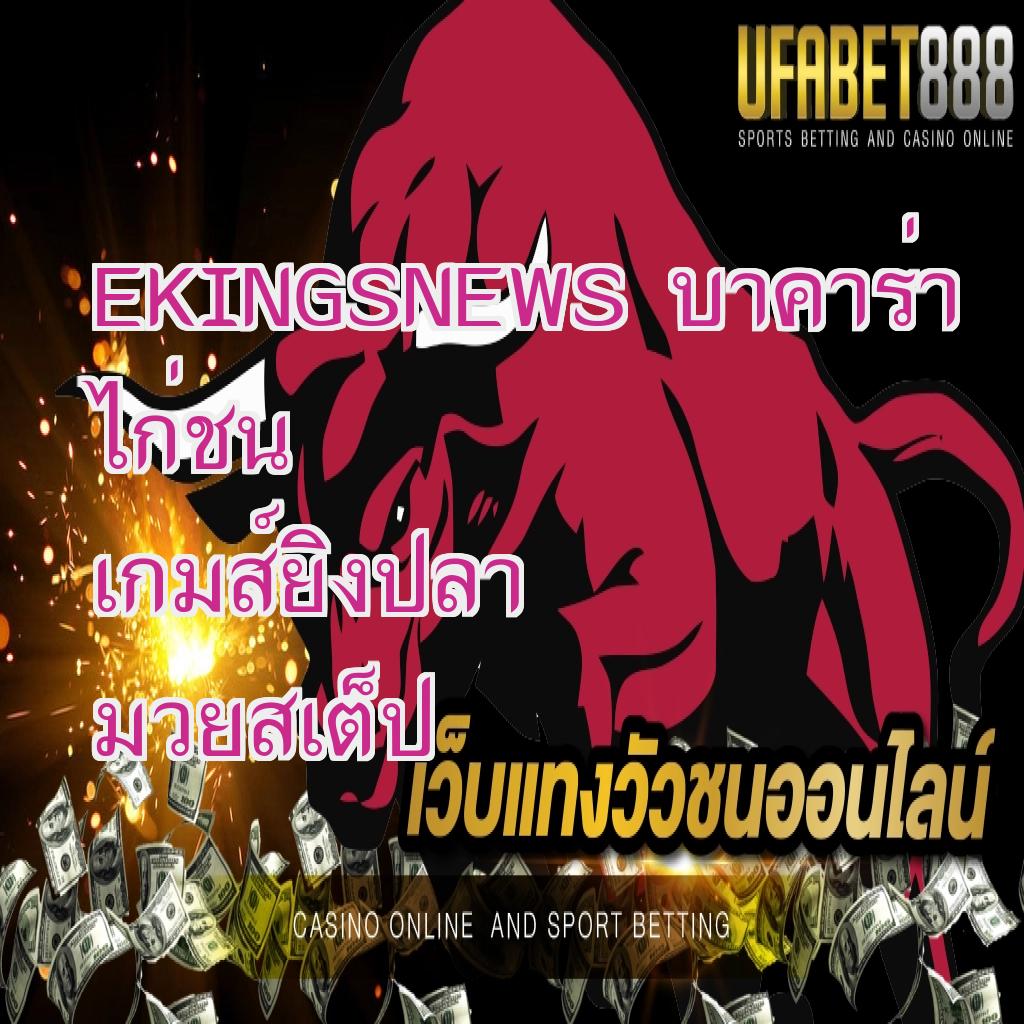 UFABET888
SPORTS BETTING AND CASINO ONLINE
EKINGSNEWS บาคาร่า
ไก่ชน
เกมส์ยิงปลา
มวยสเต็ป
เว็บแทงวัวชนออนไลน์
CASINO ONLINE AND SPORT BETTING